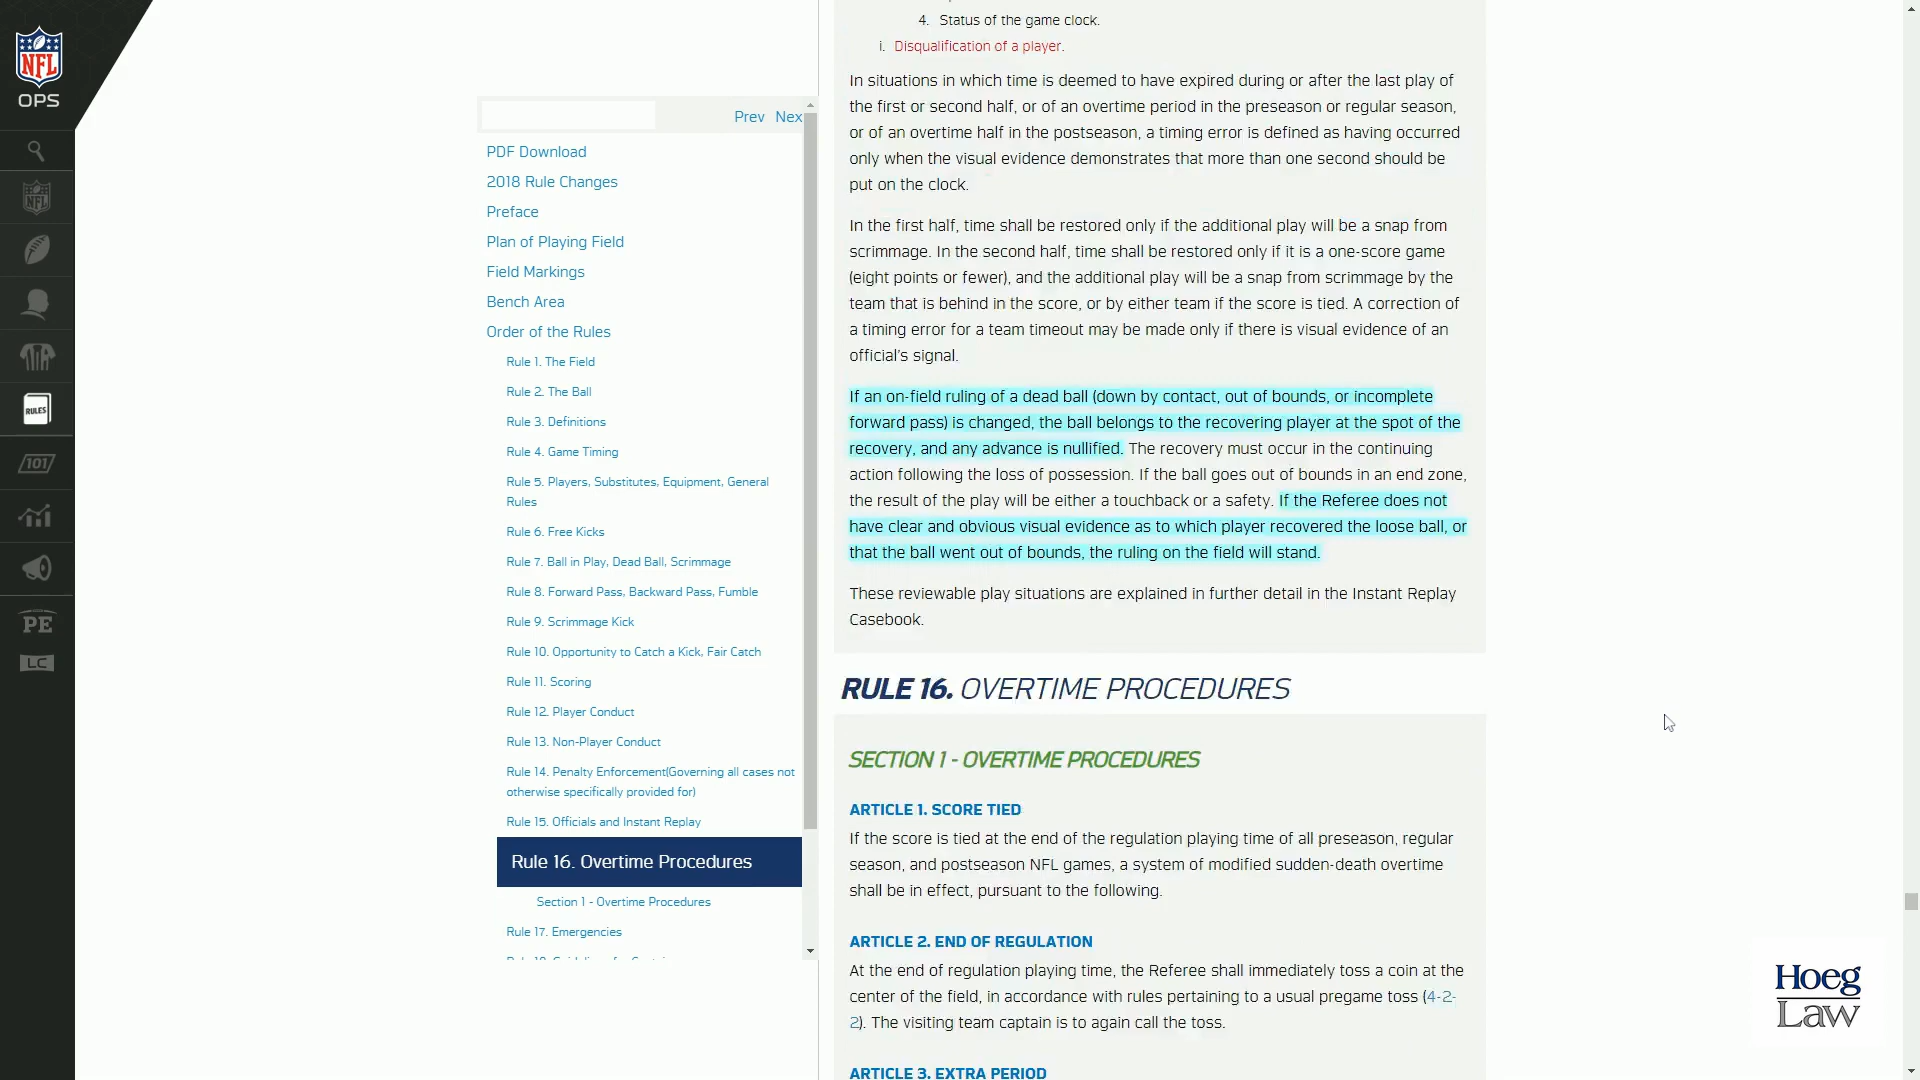 NFL
OPS
RULES
101
PE
LC
Prev Nex
PDF Download
2018 Rule Changes
Preface
Plan of Playing Field
Field Markings
Bench Area
Order of the Rules
Rule 1. The Field
Rule 2. The Ball
Rule 3. Definitions
Rule 4. Game Timing
Rule 5. Players, Substitutes, Equipment, General
Rules
Rule 6. Free Kicks
Rule 7. Ball in Play, Dead Ball, Scrimmage
Rule 8. Forward Pass, Backward Pass, Fumble
Rule 9. Scrimmage Kick
Rule 10. Opportunity to Catch a Kick, Fair Catch
Rule 11. Scoring
Rule 12. Player Conduct
Rule 13. Non-Player Conduct
Rule 14. Penalty Enforcement(Governing all cases not
otherwise specifically provided for)
Rule 15. Officials and Instant Replay
Rule 16. Overtime Procedures
Section 1 - Overtime Procedures
Rule 17. Emergencies
4. Status of the game clock.
i. Disqualification of a player.
In situations in which time is deemed to have expired during or after the last play of
the first or second half, or of an overtime period in the preseason or regular season,
or of an overtime half in the postseason, a timing error is defined as having occurred
only when the visual evidence demonstrates that more than one second should be
put on the clock.
In the first half, time shall be restored only if the additional play will be a snap from
scrimmage. In the second half, time shall be restored only if it is a one-score game
(eight points or fewer), and the additional play will be a snap from scrimmage by the
team that is behind in the score, or by either team if the score is tied. A correction of
a timing error for a team timeout may be made only if there is visual evidence of an
official's signal.
If an on-field ruling of a dead ball (down by contact, out of bounds, or incomplete
forward pass) is changed, the ball belongs to the recovering player at the spot of the
recovery, and any advance is nullified. The recovery must occur in the continuing
action following the loss of possession. If the ball goes out of bounds in an end zone,
the result of the play will be either a touchback or a safety. If the Referee does not
have clear and obvious visual evidence as to which player recovered the loose ball, or
that the ball went out of bounds, the ruling on the field will stand.
These reviewable play situations are explained in further detail in the Instant Replay
Casebook.
RULE 16. OVERTIME PROCEDURES
SECTION 1 - OVERTIME PROCEDURES
ARTICLE 1. SCORE TIED
If the score is tied at the end of the regulation playing time of all preseason, regular
season, and postseason NFL games, a system of modified sudden-death overtime
shall be in effect, pursuant to the following.
ARTICLE 2. END OF REGULATION
At the end of regulation playing time, the Referee shall immediately toss a coin at the
center of the field, in accordance with rules pertaining to a usual pregame toss (4-2-
2). The visiting team captain is to again call the toss.
ARTICLE 3. EXTRA PERIOD
Hoeg
Law